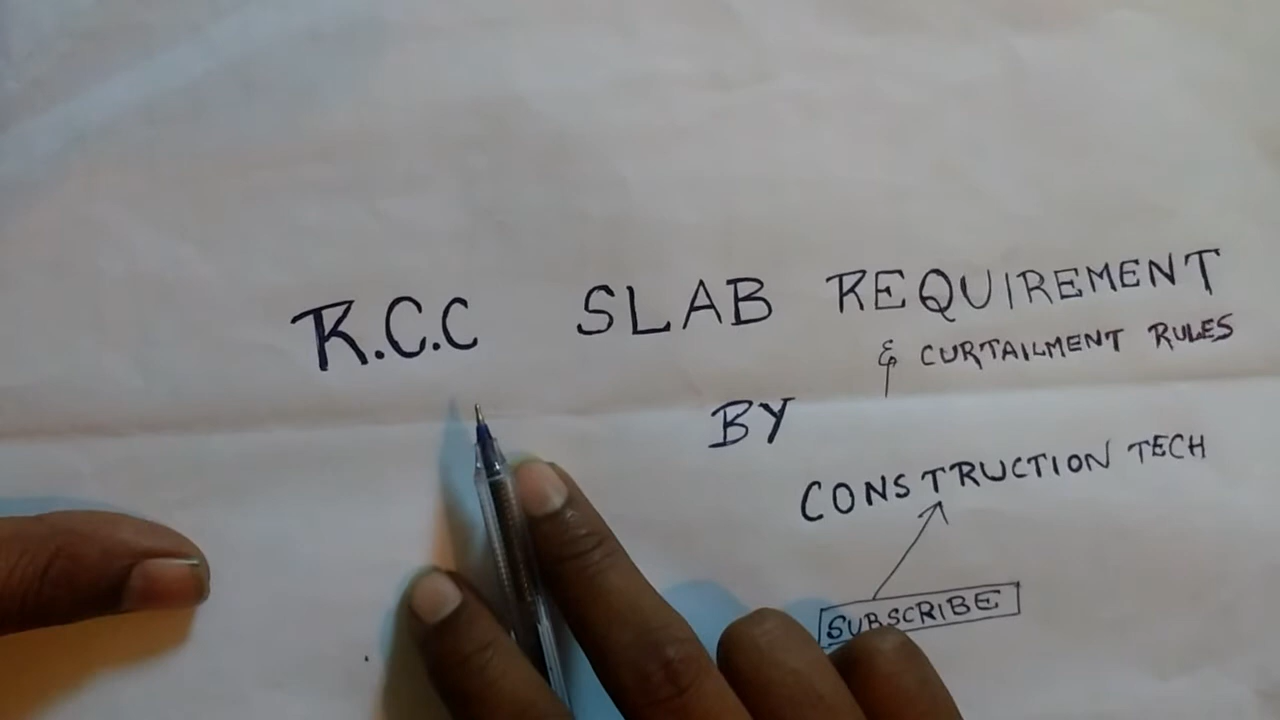 R.C.C SLAB REQUIREMENT
& CURTAILMENT RULES
BY
CONSTRUCTION TECH
SUBSCRIBE